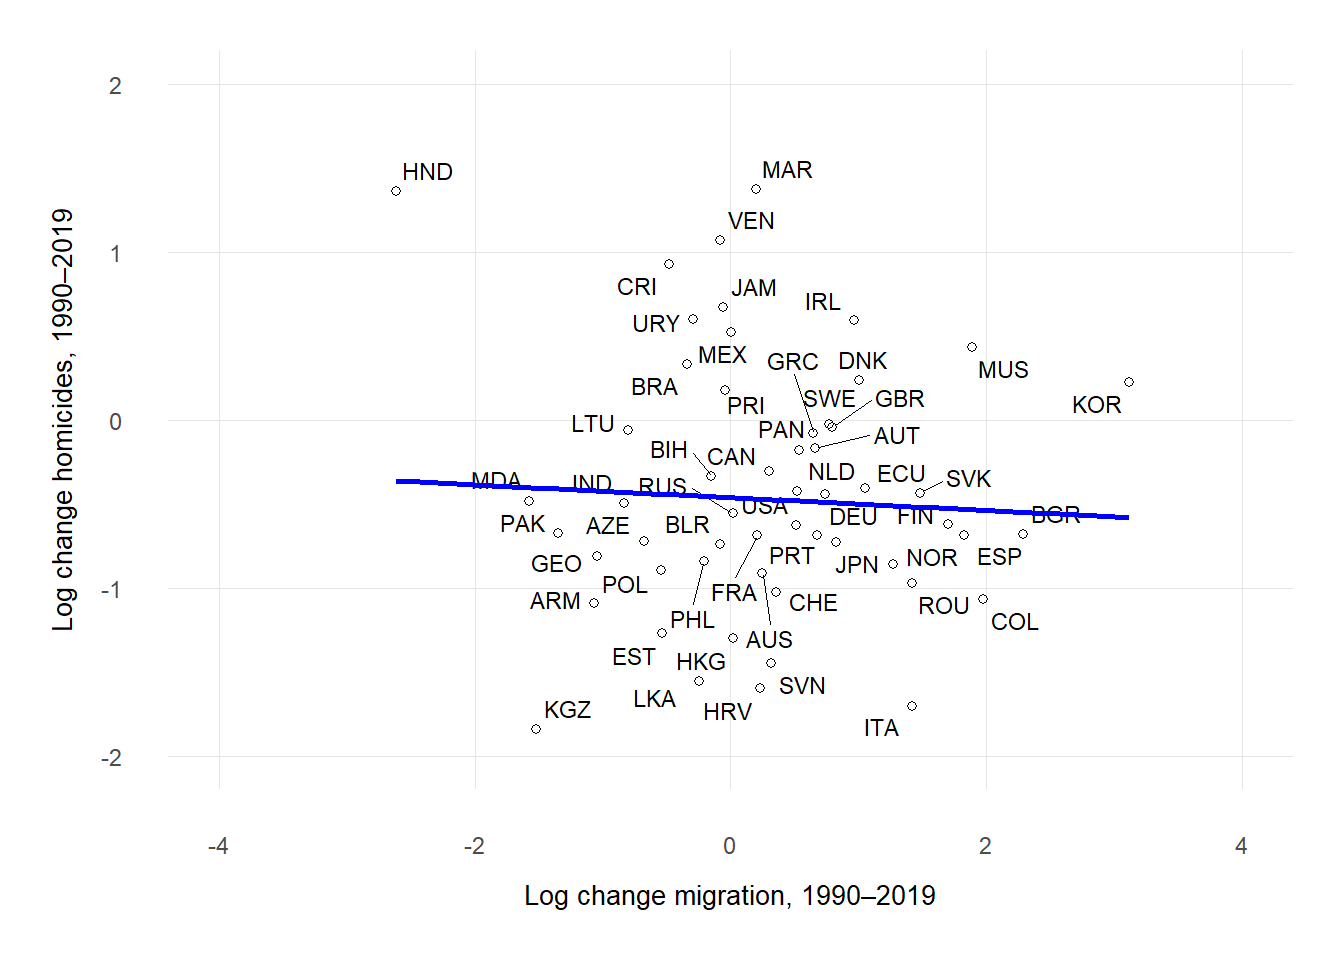 2
HND
MAR
VEN
1
CRI
JAM
IRL
URY
MEX
GRC
DNK
MUS
BRA
SWE
GBR
KOR
PRI
0
LTU
PAN
AUT
BIH
CAN
NLD
ECU
SVK
MDA
IND
RUS
USA
BGR
PAK
AZE
BLR
DEU
FIN
GEO
PRT
JPN
NOR
ESP
-1
POL
ARM
FRA
CHE
ROU
COL
PHL
AUS
EST
HKG
LKA
SVN
HRV
KGZ
ITA
-2
-4
-2
0
2
4
Log change migration, 1990–2019
Log change homicides, 1990–2019